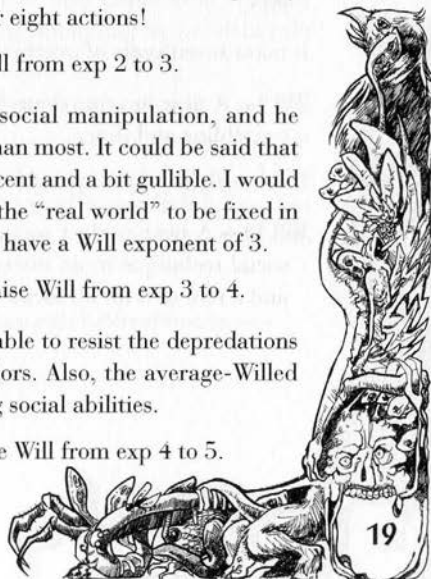 r eight actions!
ll from exp 2 to 3.
social manipulation, and he
han most. It could be said that
cent and a bit gullible. I would
the “real world” to be fixed in
have a Will exponent of 3.
aise Will from exp 3 to 4.
able to resist the depredations
ors. Also, the average-Willed
g social abilities.
e Will from exp 4 to 5.
19